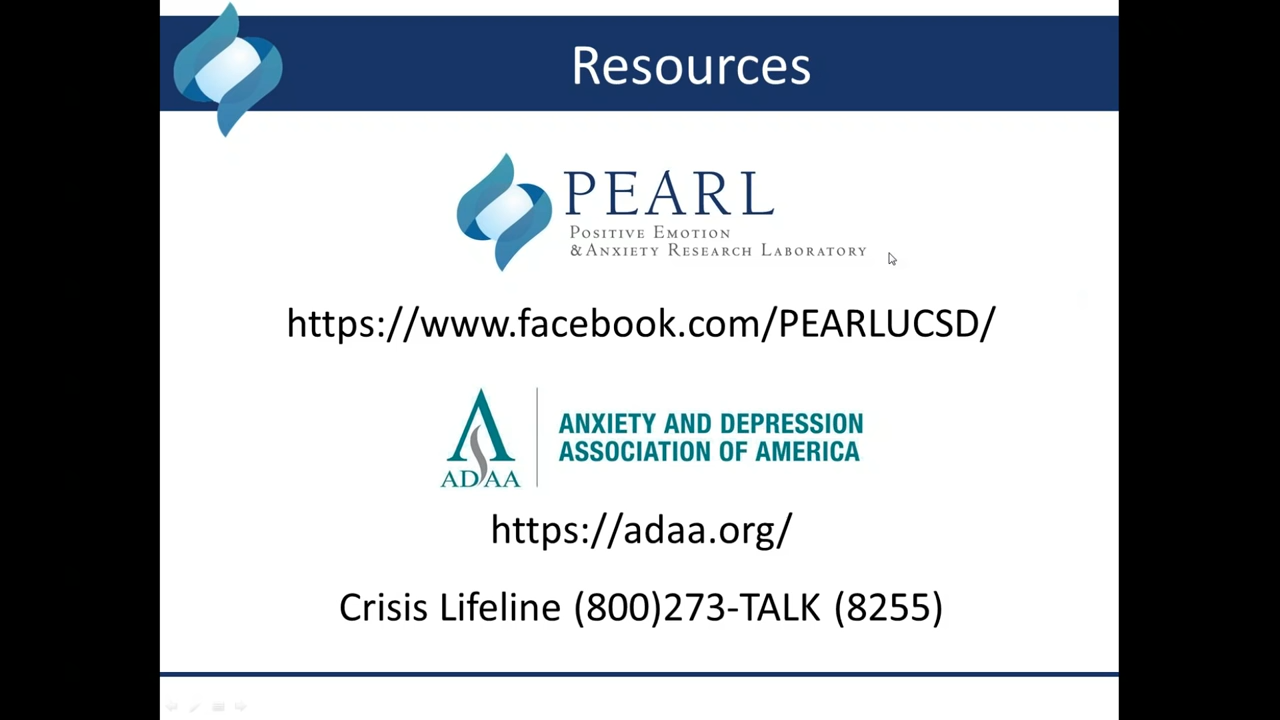 Resources
PEARL
POSITIVE EMOTION
& ANXIETY RESEARCH LABORATORY
https://www.facebook.com/PEARLUCSD/
ADAA
ANXIETY AND DEPRESSION
ASSOCIATION OF AMERICA
https://adaa.org/
Crisis Lifeline (800)273-TALK (8255)